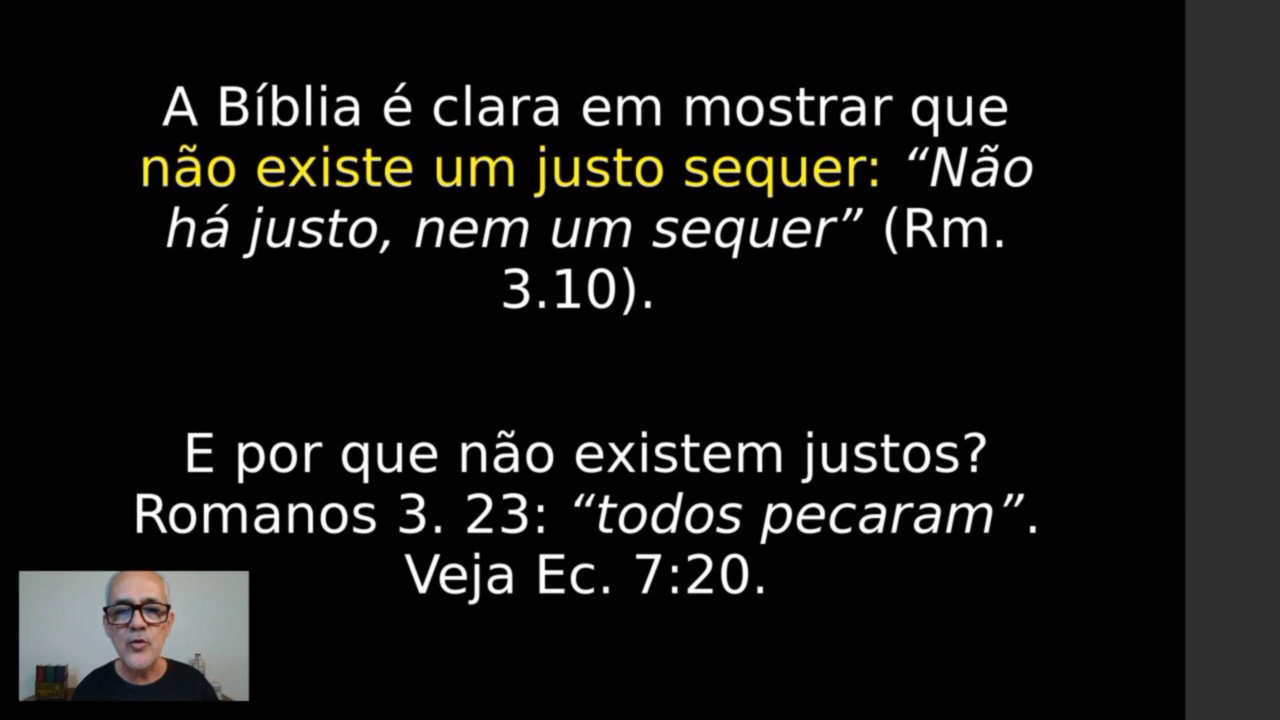 A Bíblia é clara em mostrar que
não existe um justo sequer: “Não
há justo, nem um sequer” (Rm.
3.10).
E por que não existem justos?
Romanos 3. 23: “todos pecaram”.
Veja Ec. 7:20.